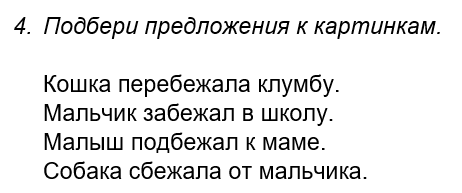 4. Подбери предложения к картинкам.
Кошка перебежала клумбу.
Мальчик забежал в школу.
Малыш подбежал к маме.
Собака сбежала от мальчика.